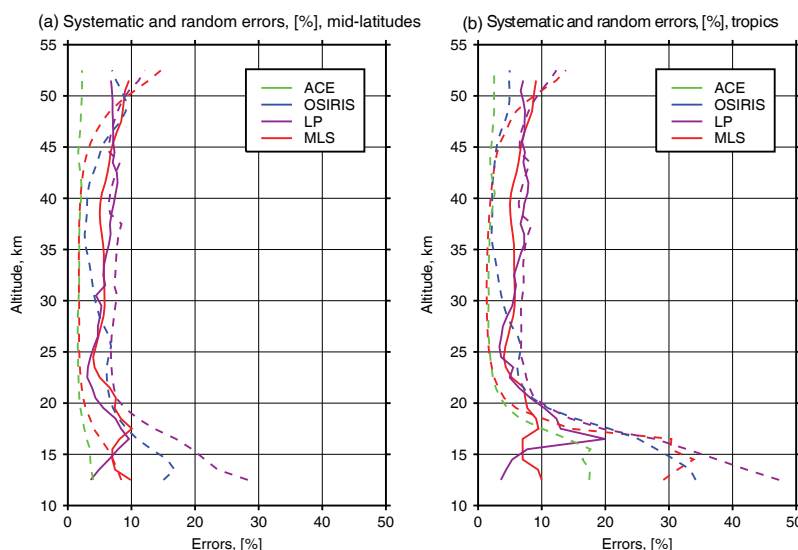 (a) Systematic and random errors, [%], mid-latitudes
(b) Systematic and random errors, [%], tropics
55
50
45
40
35
30
25
20
15
10
Altitude, km
ACE
OSIRIS
LP
MLS
0 10 20 30 40 50
Errors, [%]
55
50
45
40
35
30
25
20
15
10
Altitude, km
ACE
OSIRIS
LP
MLS
0 10 20 30 40 50
Errors, [%]